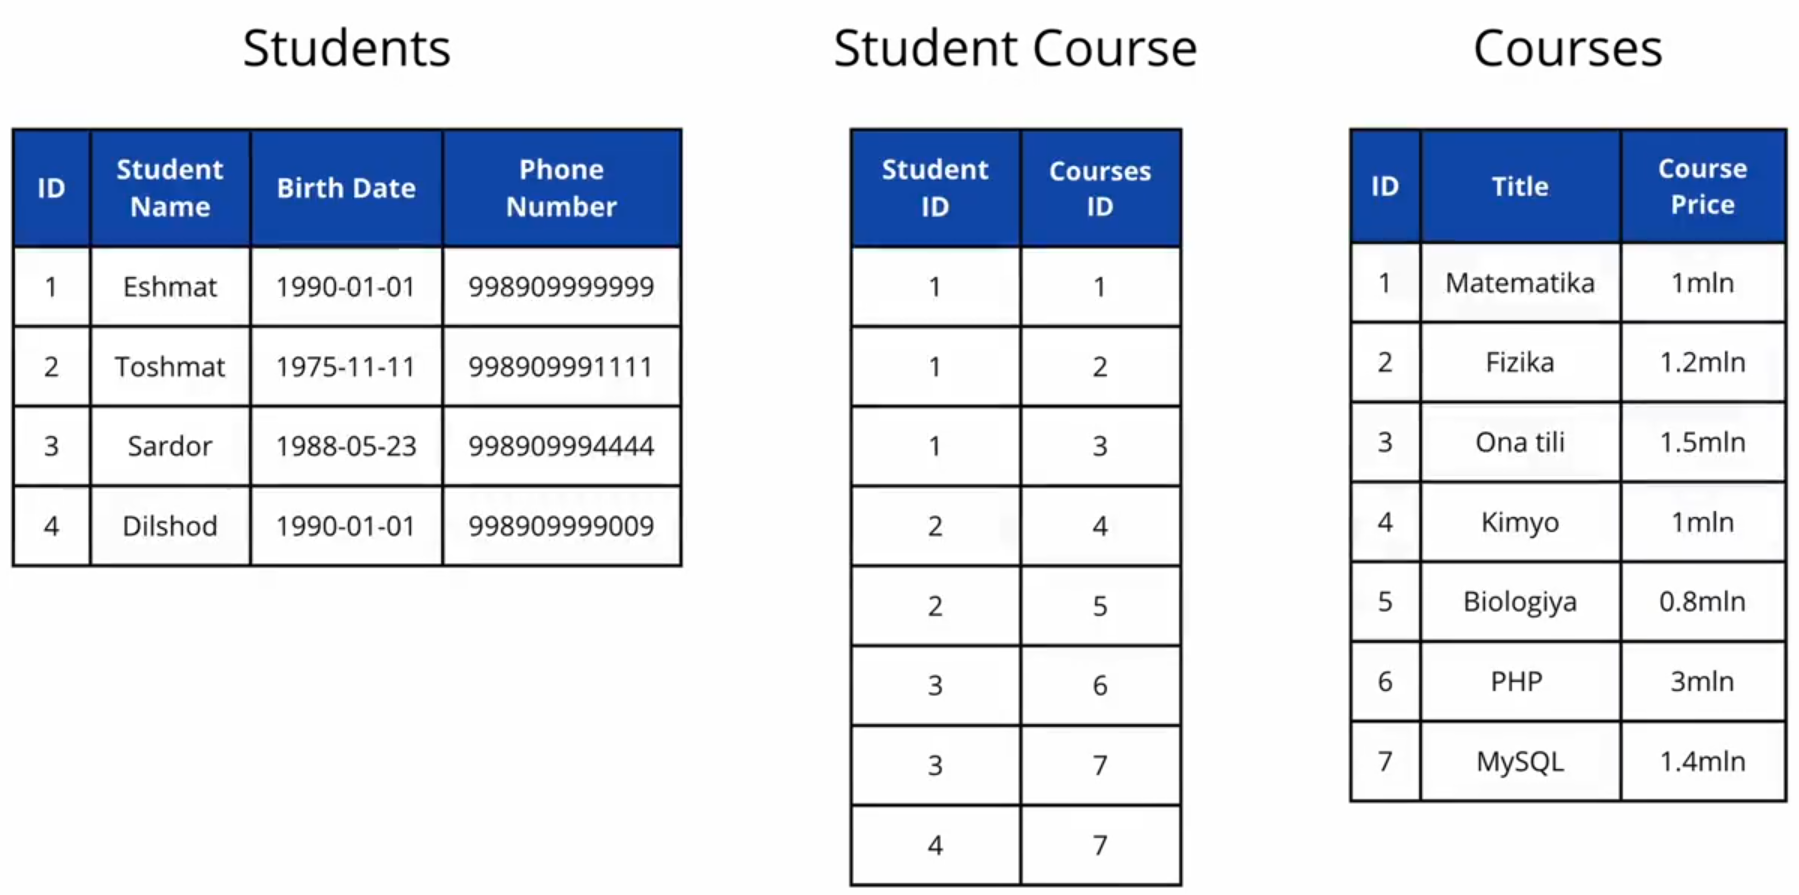 Students
ID Student Name Birth Date Phone Number
1 Eshmat 1990-01-01 998909999999
2 Toshmat 1975-11-11 998909991111
3 Sardor 1988-05-23 998909994444
4 Dilshod 1990-01-01 998909999009
Student Course
Student ID Courses ID
1 1
1 2
1 3
2 4
2 5
3 6
3 7
4 7
Courses
ID Title Course Price
1 Matematika 1mln
2 Fizika 1.2mln
3 Ona tili 1.5mln
4 Kimyo 1mln
5 Biologiya 0.8mln
6 PHP 3mln
7 MySQL 1.4mln